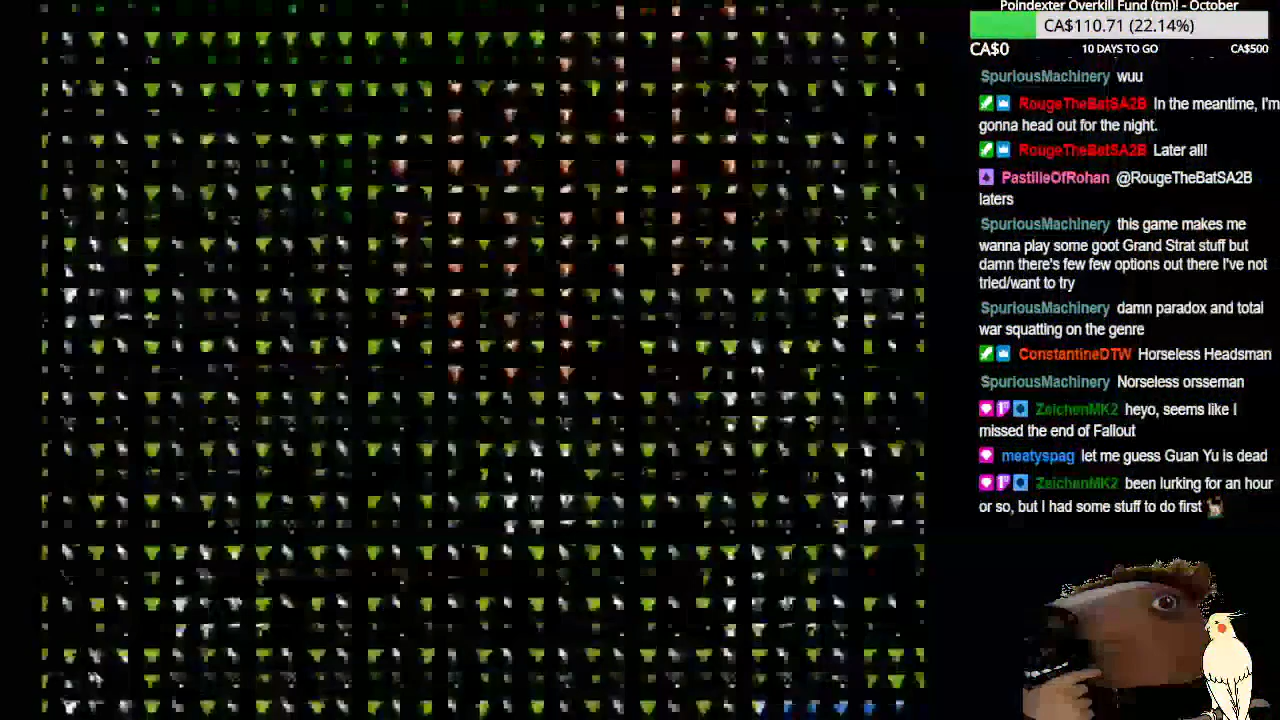 Poindexter Overkill Fund (tm)! - October
CA$110.71 (22.14%)
CA$0 10 DAYS TO GO CA$500
SpuriousMachinery wuu
RougeTheBatSA2B In the meantime, I'm
gonna head out for the night.
RougeTheBatSA2B Later all!
PastilleOfRohan @RougeTheBatSA2B
laters
SpuriousMachinery this game makes me
wanna play some goot Grand Strat stuff but
damn there's few few options out there I've not
tried/want to try
SpuriousMachinery damn paradox and total
war squatting on the genre
ConstantineDTW Horseless Headsman
SpuriousMachinery Norseless orsseman
ZeichenMK2 heyo, seems like I
missed the end of Fallout
meatyspag let me guess Guan Yu is dead
ZeichenMK2 been lurking for an hour
or so, but I had some stuff to do first